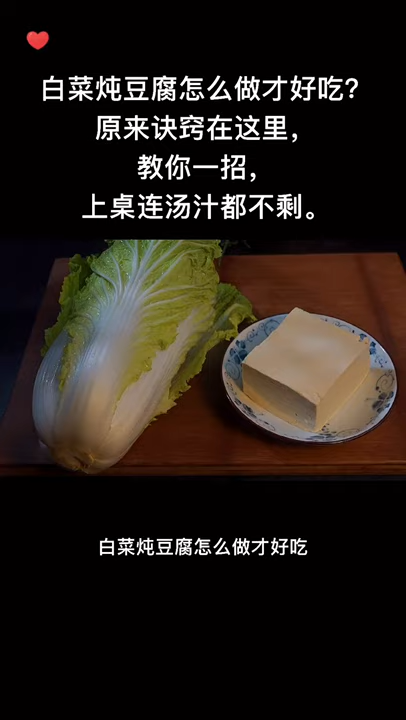 白菜炖豆腐怎么做才好吃?
原来诀窍在这里,
教你一招,
上桌连汤汁都不剩。
白菜炖豆腐怎么做才好吃